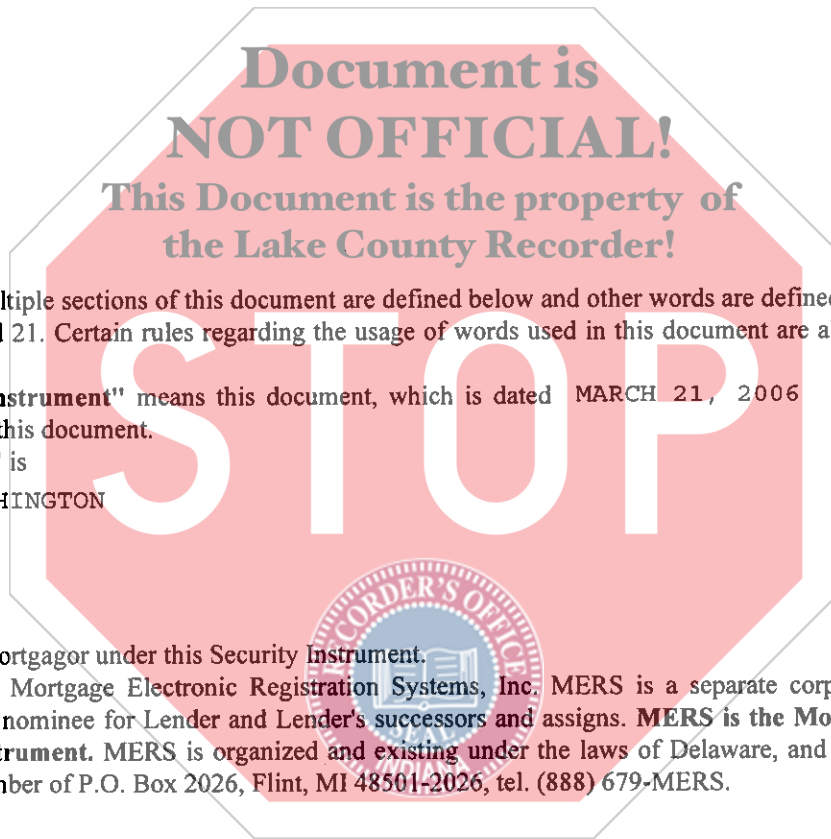 Document is
NOT OFFICIAL!
This Document is the property of
the Lake County Recorder!
ltiple sections of this document are defined below and other words are defined
21. Certain rules regarding the usage of words used in this document are a
nstrument" means this document, which is dated MARCH 21, 2006
this document.
is
HINGTON
STOP
RECORDER'S OFFICE
ortgagor under this Security Instrument.
Mortgage Electronic Registration Systems, Inc. MERS is a separate corp
nominee for Lender and Lender's successors and assigns. MERS is the Mo
trument. MERS is organized and existing under the laws of Delaware, and
SEAL
mber of P.O. Box 2026, Flint, MI 48501-2026, tel. (888) 679-MERS.
INDIANA